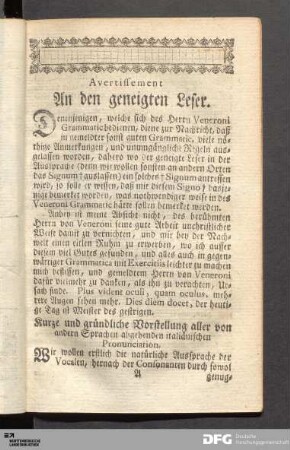 Avertissement
An den geneigten Leser.
Denenjenigen, welche sich des Herrn Veneroni
Grammatic bedienen, diene zur Nachricht, daß
in gemeldter sonst guten Grammatic, viele nö-
thige Anmerkungen, und unumgängliche Regeln aus-
gelassen worden, dahero wo der geneigte Leser in der
Aussprache (denn wir wollen sonsten an andern Orten
das Signum † auslassen) ein solches † Signum antreffen
wird, so solle er wissen, daß mit diesem Signo † dasje-
nige bemerket worden, was nothwendiger weise in des
Veneroni Grammatic hätte sollen bemerket werden.
Anbey ist meine Absicht nicht, des berühmten
Herrn von Veneroni seine gute Arbeit unchristlicher
Weise damit zu vernichten, und mir bey der Nach-
welt einen eitlen Ruhm zu erwerben, wo ich ausser
diesen viel Gutes gefunden, und alles auch in gegen-
wärtiger Grammatica mit Exercitiis leichter zu machen
mich beflissen, und gemeldtem Herrn von Veneroni
dafür vielmehr zu danken, als ihn zu verachten, Ur-
sach finde. Plus vident oculi, quam oculus, meh-
rere Augen sehen mehr. Dies diem docet, der heuti-
ge Tag ist Meister des gestrigen.
Kurze und gründliche Vorstellung aller von
andern Sprachen abgehenden italiänischen
Pronunciation.
Wir wollen erstlich die natürliche Aussprache der
Vocalen, hernach der Consonanten durch sowol
A genug-
DFG Deutsche
Forschungsgemeinschaft